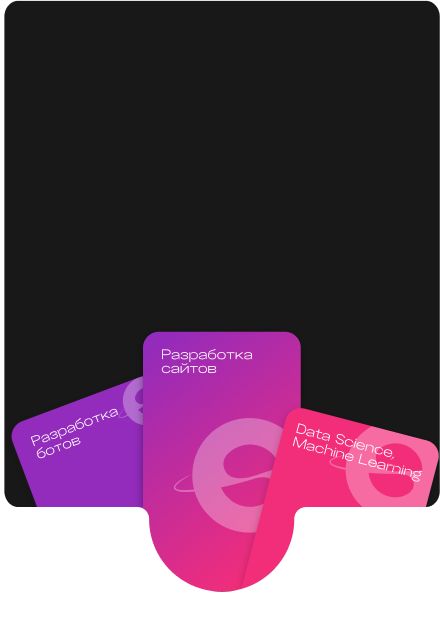 Разработка
сайтов
Разработка
ботов
Data Science,
Machine Learning